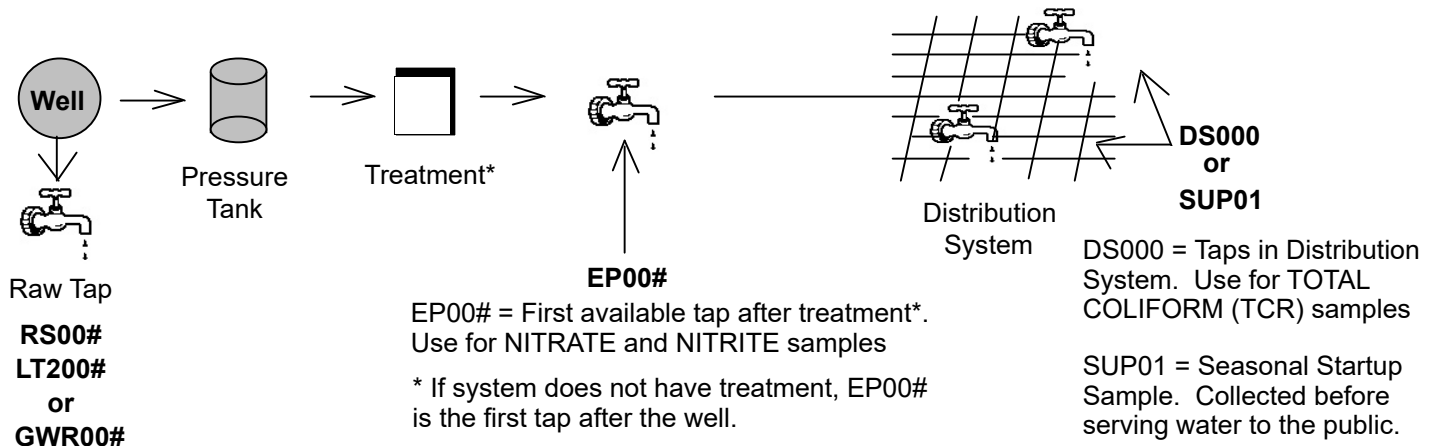 Well
Pressure
Tank
Treatment*
Raw Tap
RS00#
LT200#
or
GWR00#
EP00#
EP00# = First available tap after treatment*.
Use for NITRATE and NITRITE samples
* If system does not have treatment, EP00#
is the first tap after the well.
Distribution
System
DS000
or
SUP01
DS000 = Taps in Distribution
System. Use for TOTAL
COLIFORM (TCR) samples
SUP01 = Seasonal Startup
Sample. Collected before
serving water to the public.